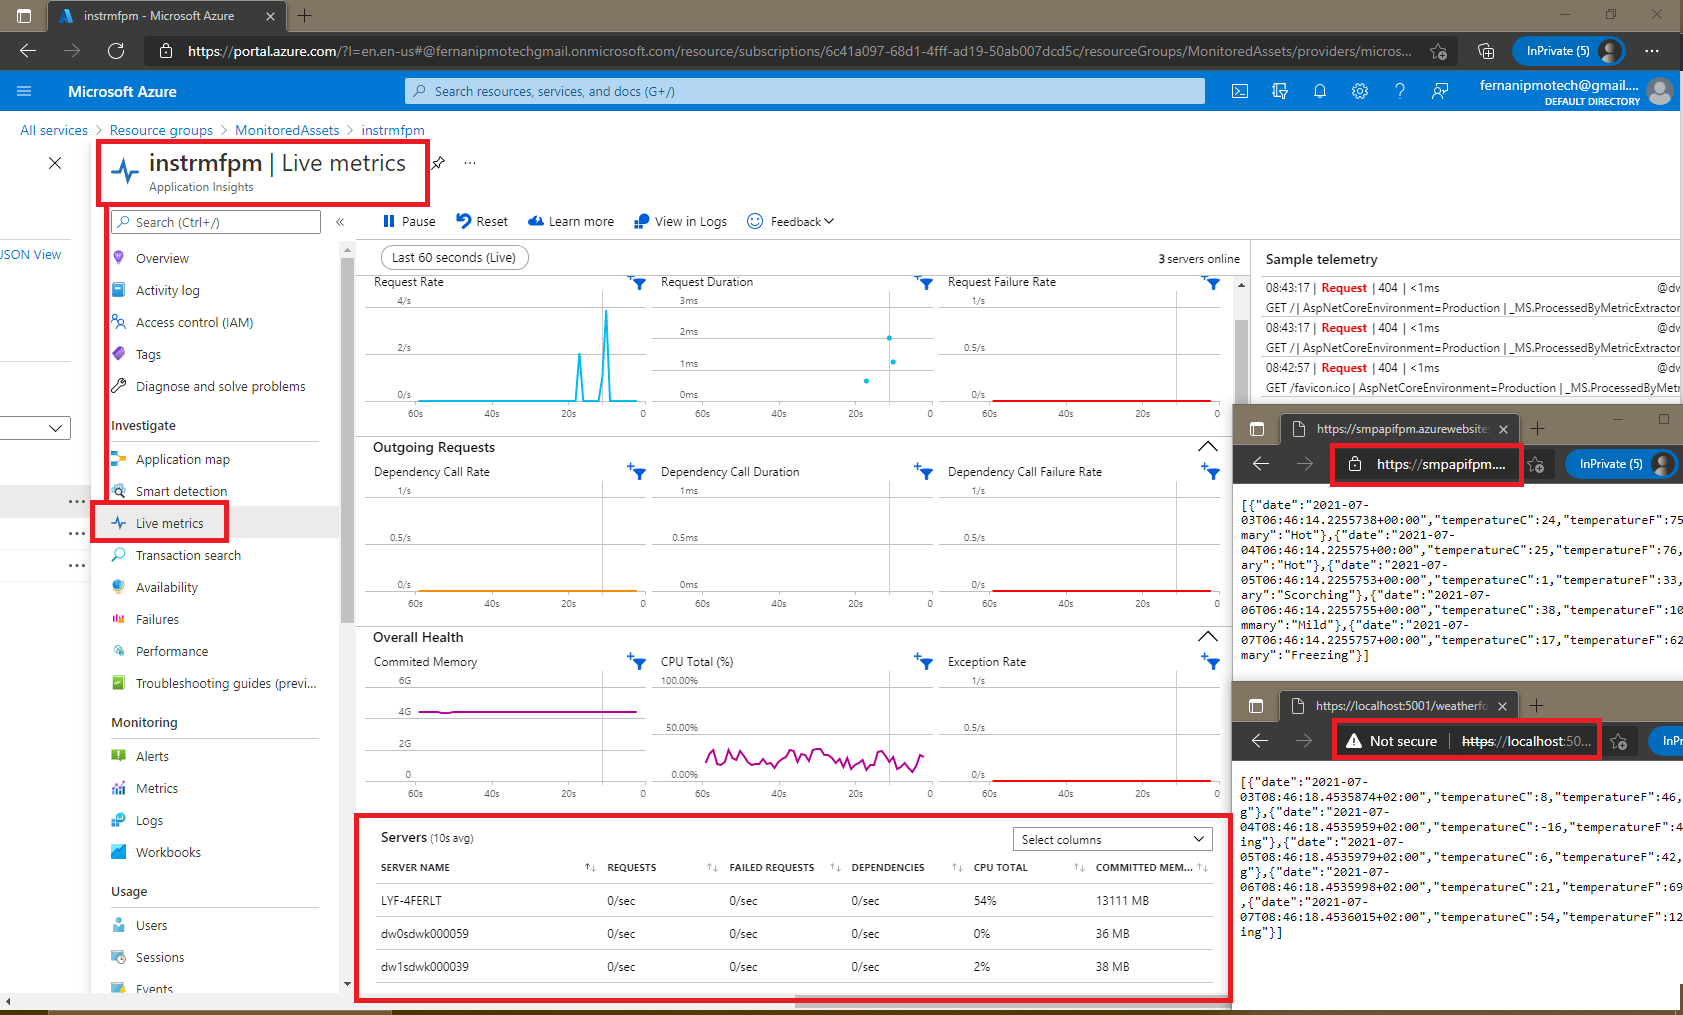 instrmfpm - Microsoft Azure
https://portal.azure.com/?l=en.en-us#@fernanipmotechgmail.onmicrosoft.com/resource/subscriptions/6c41a097-68d1-4fff-ad19-50ab007dcd5c/resourceGroups/MonitoredAssets/providers/micros...
InPrivate (5)
Microsoft Azure
Search resources, services, and docs (G+/)
fernanipmotech@gmail....
DEFAULT DIRECTORY
All services > Resource groups > MonitoredAssets > instrmfpm
instrmfpm | Live metrics
Application Insights
JSON View
Search (Ctrl+/)
Overview
Activity log
Access control (IAM)
Tags
Diagnose and solve problems
Investigate
Application map
Smart detection
Live metrics
Transaction search
Availability
Failures
Performance
Troubleshooting guides (previ...
Monitoring
Alerts
Metrics
Logs
Workbooks
Usage
Users
Sessions
Events
Pause Reset Learn more View in Logs Feedback
Last 60 seconds (Live)
3 servers online
Request Rate
4/s
2/s
0/s
60s 40s 20s 0
Request Duration
3ms
2ms
1ms
0ms
60s 40s 20s 0
Request Failure Rate
1/s
0.5/s
0/s
60s 40s 20s 0
Outgoing Requests
Dependency Call Rate
1/s
0.5/s
0/s
60s 40s 20s 0
Dependency Call Duration
1ms
0.5ms
0ms
60s 40s 20s 0
Dependency Call Failure Rate
1/s
0.5/s
0/s
60s 40s 20s 0
Overall Health
Commited Memory
6G
4G
2G
0
60s 40s 20s 0
CPU Total (%)
100.00%
50.00%
0.00%
60s 40s 20s 0
Exception Rate
1/s
0.5/s
0/s
60s 40s 20s 0
Servers (10s avg)
Select columns
SERVER NAME REQUESTS FAILED REQUESTS DEPENDENCIES CPU TOTAL COMMITTED MEM...
LYF-4FERLT 0/sec 0/sec 0/sec 54% 13111 MB
dw0sdwk000059 0/sec 0/sec 0/sec 0% 36 MB
dw1sdwk000039 0/sec 0/sec 0/sec 2% 38 MB
Sample telemetry
08:43:17 | Request | 404 | <1ms @dw
GET / | AspNetCoreEnvironment=Production | _MS.ProcessedByMetricExtractor
08:43:17 | Request | 404 | <1ms @dw
GET / | AspNetCoreEnvironment=Production | _MS.ProcessedByMetricExtractor
08:42:57 | Request | 404 | <1ms @dw
GET /favicon.ico | AspNetCoreEnvironment=Production | _MS.ProcessedByMetr
https://smpapifpm.azurewebsite
https://smpapifpm....
InPrivate (5)
[{"date":"2021-07-
03T06:46:14.2255738+00:00","temperatureC":24,"temperatureF":75
mary":"Hot"},{"date":"2021-07-
04T06:46:14.225575+00:00","temperatureC":25,"temperatureF":76,
ary":"Hot"},{"date":"2021-07-
05T06:46:14.2255753+00:00","temperatureC":1,"temperatureF":33,
ary":"Scorching"},{"date":"2021-07-
06T06:46:14.2255755+00:00","temperatureC":38,"temperatureF":10
mmary":"Mild"},{"date":"2021-07-
07T06:46:14.2255757+00:00","temperatureC":17,"temperatureF":62
mary":"Freezing"}]
https://localhost:5001/weatherfo
Not secure | https://localhost:50...
InPr
[{"date":"2021-07-
03T08:46:18.4535874+02:00","temperatureC":8,"temperatureF":46,
g"},{"date":"2021-07-
04T08:46:18.4535959+02:00","temperatureC":-16,"temperatureF":4
ing"},{"date":"2021-07-
05T08:46:18.4535979+02:00","temperatureC":6,"temperatureF":42,
g"},{"date":"2021-07-
06T08:46:18.4535998+02:00","temperatureC":21,"temperatureF":69
,{"date":"2021-07-
07T08:46:18.4536015+02:00","temperatureC":54,"temperatureF":12
ing"}]